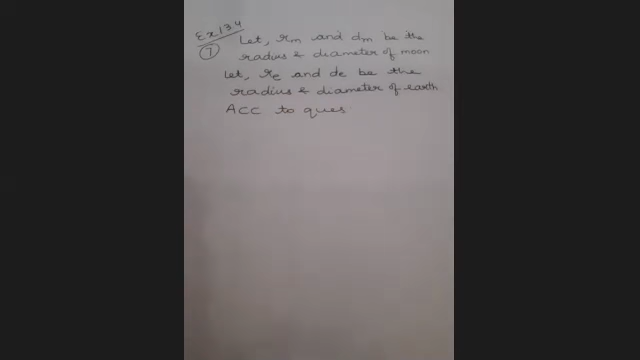 Ex 13.4
7
Let, rm and dm be the
radius & diameter of moon
Let, re and de be the
radius & diameter of earth
ACC to ques